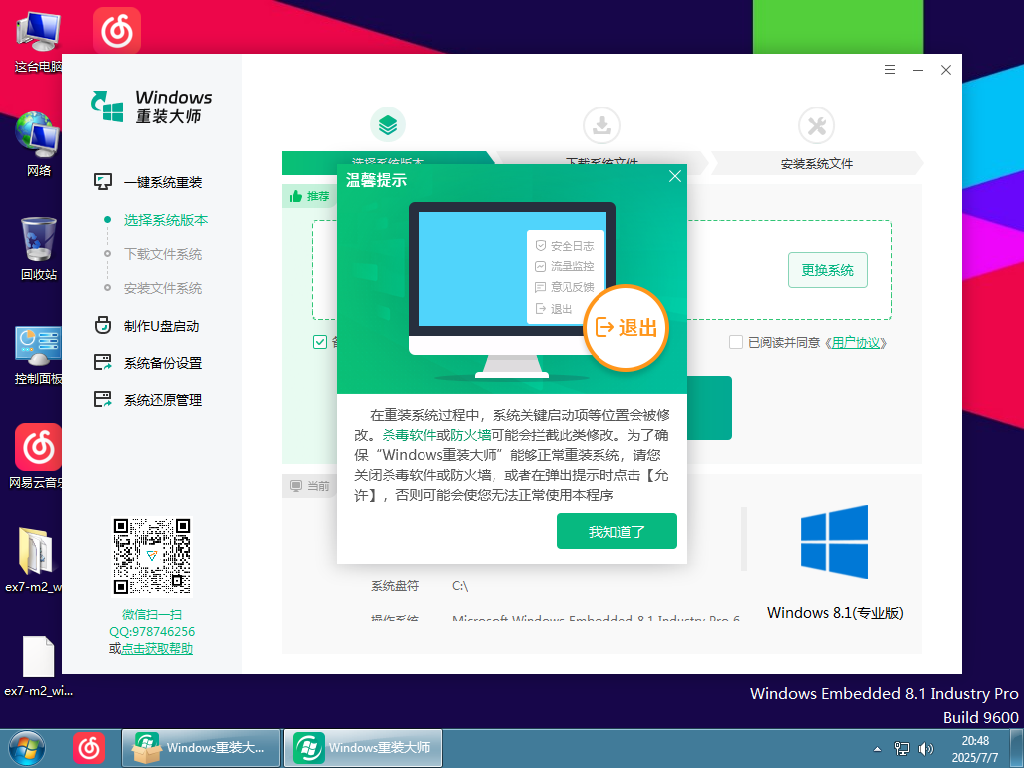 这台电脑
网络
回收站
控制面板
网易云音乐
ex7-m2_w
ex7-m2_wi...
Windows
重装大师
一键系统重装
选择系统版本
下载文件系统
安装文件系统
制作U盘启动
系统备份设置
系统还原管理
微信扫一扫
QQ:978746256
或点击获取帮助
选择系统版本
下载系统文件
安装系统文件
推荐
更换系统
已阅读并同意《用户协议》
温馨提示
安全日志
流量监控
意见反馈
退出
退出
在重装系统过程中，系统关键启动项等位置会被修
改。杀毒软件或防火墙可能会拦截此类修改。为了确
保“Windows重装大师”能够正常重装系统，请您
关闭杀毒软件或防火墙，或者在弹出提示时点击【允
许】，否则可能会使您无法正常使用本程序
我知道了
当前
系统盘符 C:\
操作系统 Microsoft Windows Embedded 8.1 Industry Pro 6
Windows 8.1(专业版)
Windows Embedded 8.1 Industry Pro
Build 9600
Windows重装大...
Windows重装大师
20:48
2025/7/7